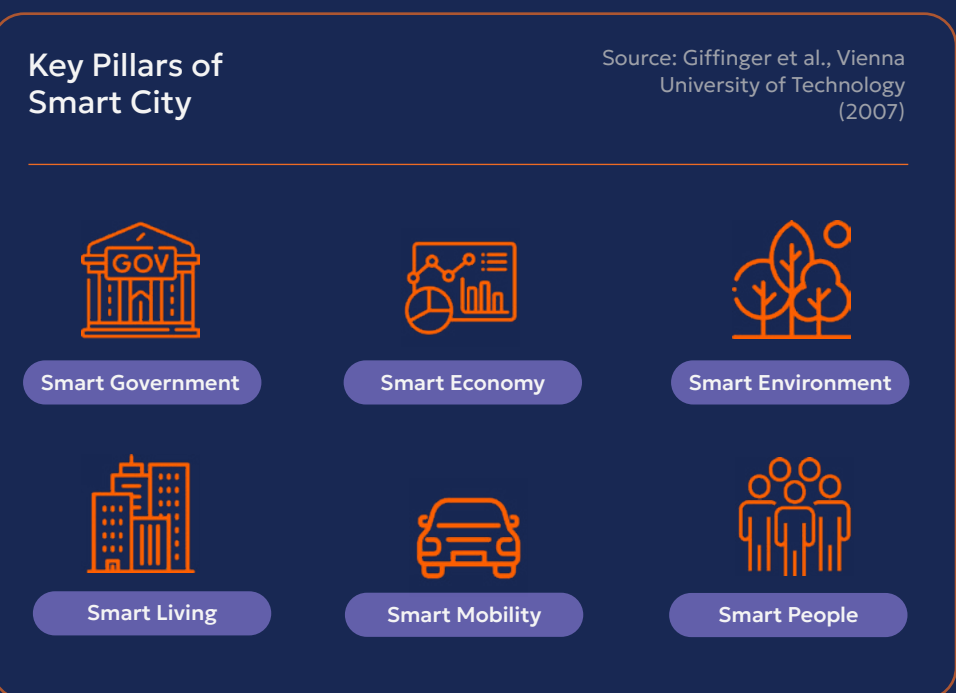 Key Pillars of
Smart City
Source: Giffinger et al., Vienna
University of Technology
(2007)
GOV
Smart Government
Smart Economy
Smart Environment
Smart Living
Smart Mobility
Smart People